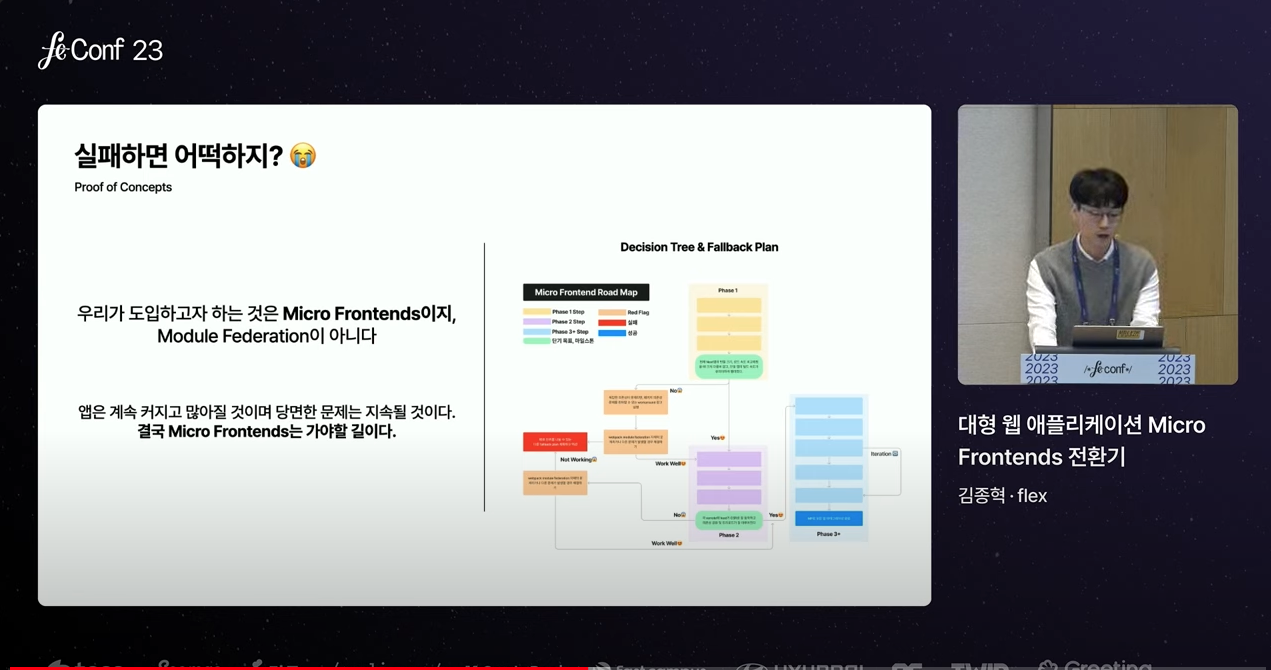 feConf 23
실패하면 어떡하지? 😭
Proof of Concepts
우리가 도입하고자 하는 것은 Micro Frontends이지,
Module Federation이 아니다
앱은 계속 커지고 많아질 것이며 당면한 문제는 지속될 것이다.
결국 Micro Frontends는 가야할 길이다.
Decision Tree & Fallback Plan
Micro Frontend Road Map
Phase 1 Step
Phase 2 Step
Phase 3+ Step
단기 목표, 마일스톤
Red Flag
실패
성공
Phase 1
No
Yes
Not Working
Work Well
No
Yes
Phase 2
Work Well
Iteration
Phase 3+
2023
2023
2023
feconf
2023
2023
2023
대형 웹 애플리케이션 Micro
Frontends 전환기
김종혁 · flex
Greeting